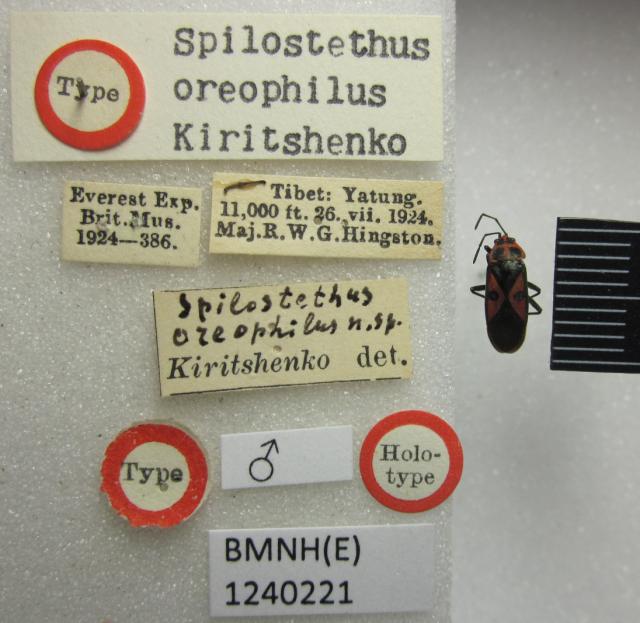 Type
Spilostethus
oreophilus
Kiritshenko
Everest Exp.
Brit.Mus.
1924—386.
Tibet: Yatung.
11,000 ft. 26.vii. 1924.
Maj.R.W.G.Hingston.
Spilostethus
oreophilus n.sp.
Kiritshenko det.
Type
♂
Holo-
type
BMNH(E)
1240221